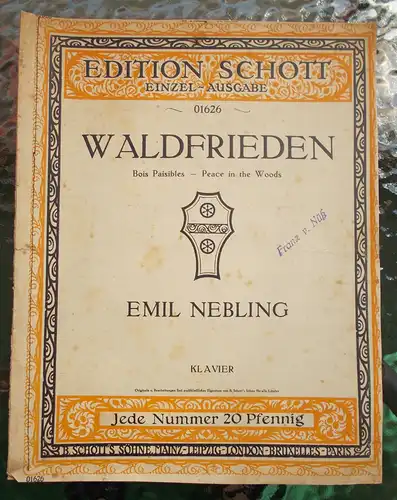 EDITION SCHOTT
EINZEL-AUSGABE
01626
WALDFRIEDEN
Bois Paisibles – Peace in the Woods
Franz v. Nüß
EMIL NEBLING
KLAVIER
Jede Nummer 20 Pfennig
B. SCHOTT'S SÖHNE, MAINZ-LEIPZIG-LONDON-BRUXELLES-PARIS
01626